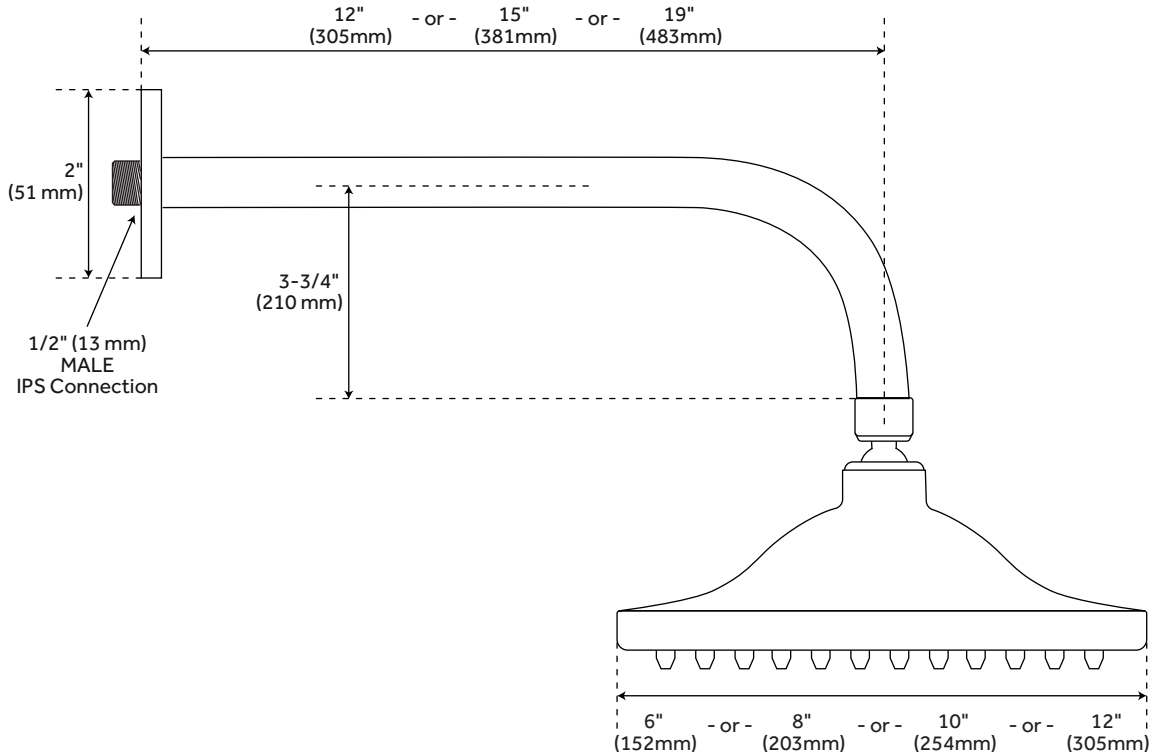 12" - or - 15" - or - 19"
(305mm) (381mm) (483mm)
2"
(51 mm)
3-3/4"
(210 mm)
1/2" (13 mm)
MALE
IPS Connection
6" - or - 8" - or - 10" - or - 12"
(152mm) (203mm) (254mm) (305mm)